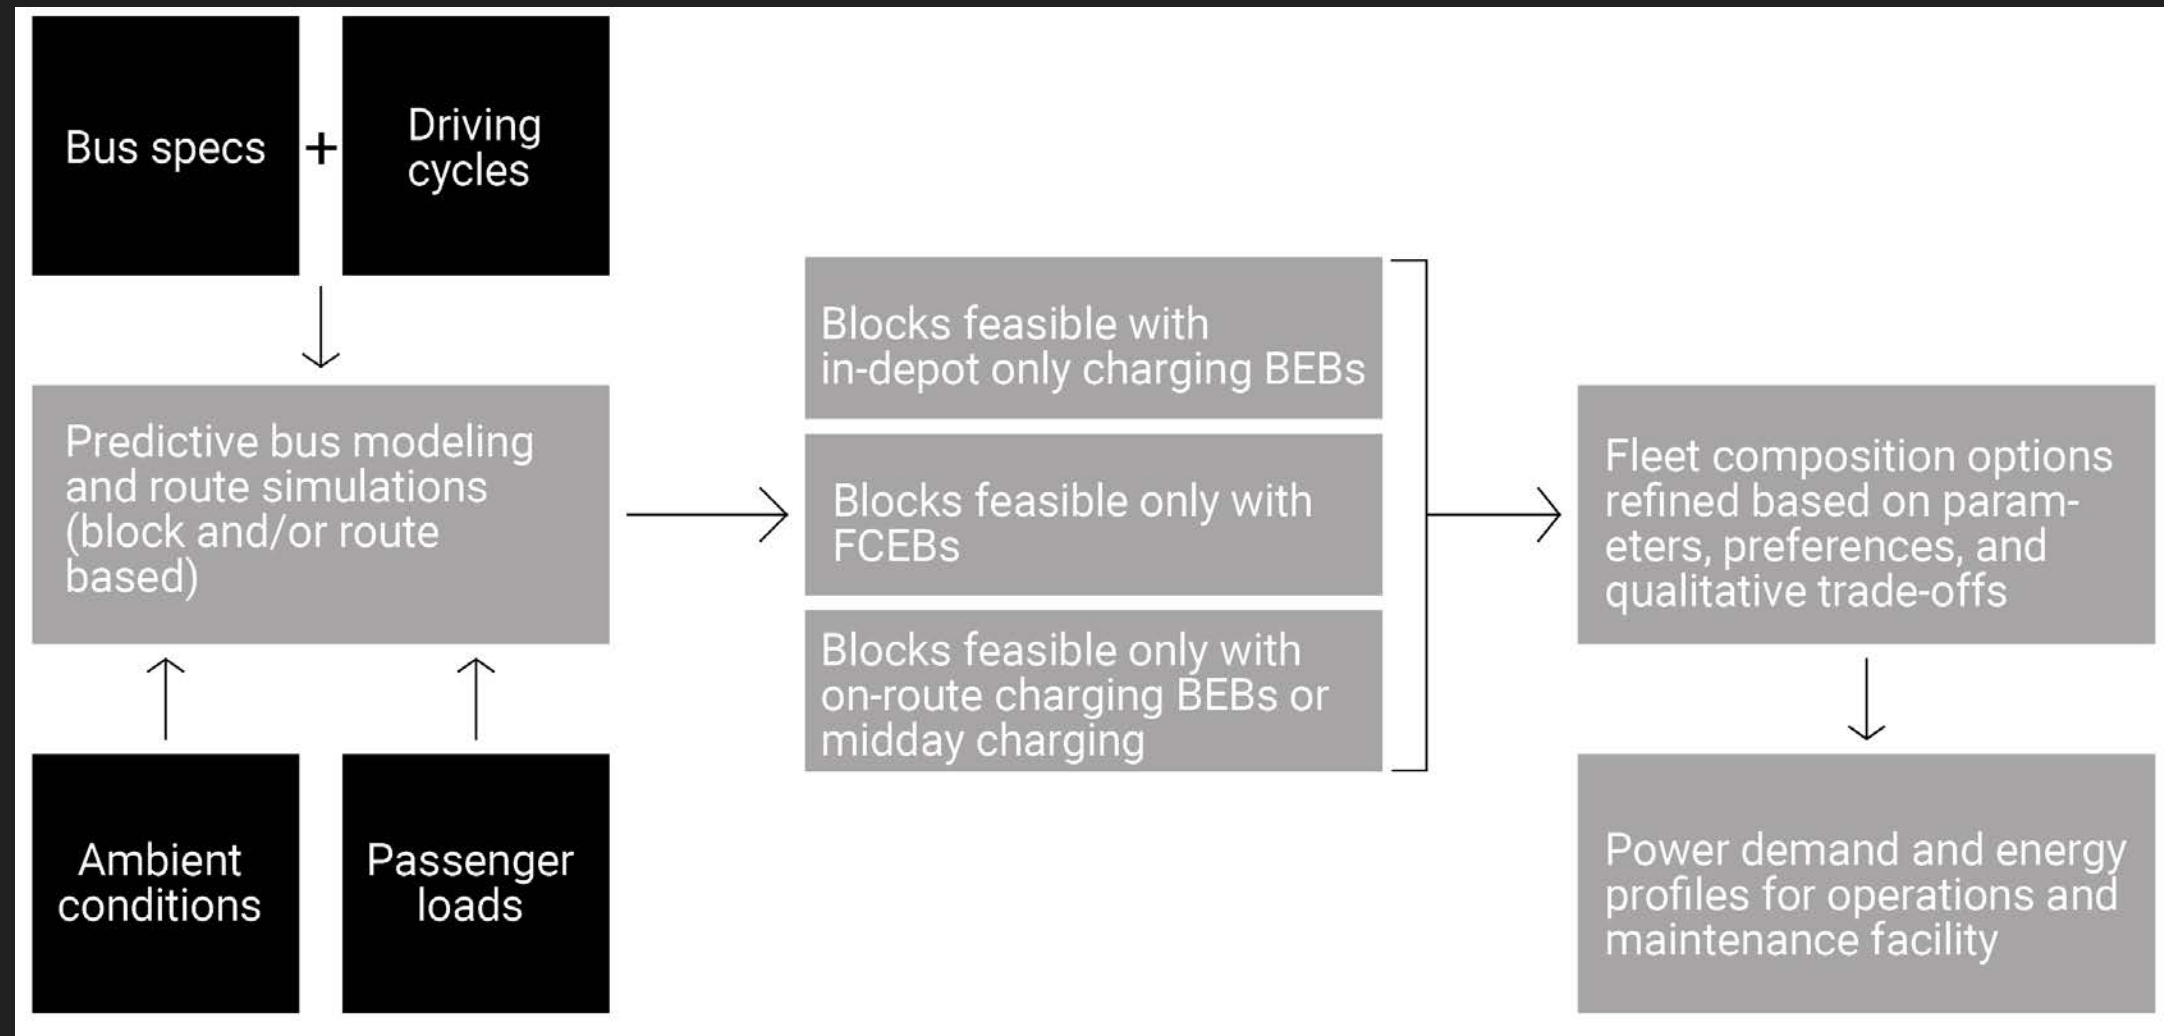 Bus specs
+
Driving
cycles
Predictive bus modeling
and route simulations
(block and/or route
based)
Ambient
conditions
Passenger
loads
Blocks feasible with
in-depot only charging BEBs
Blocks feasible only with
FCEBs
Blocks feasible only with
on-route charging BEBs or
midday charging
Fleet composition options
refined based on param-
eters, preferences, and
qualitative trade-offs
Power demand and energy
profiles for operations and
maintenance facility